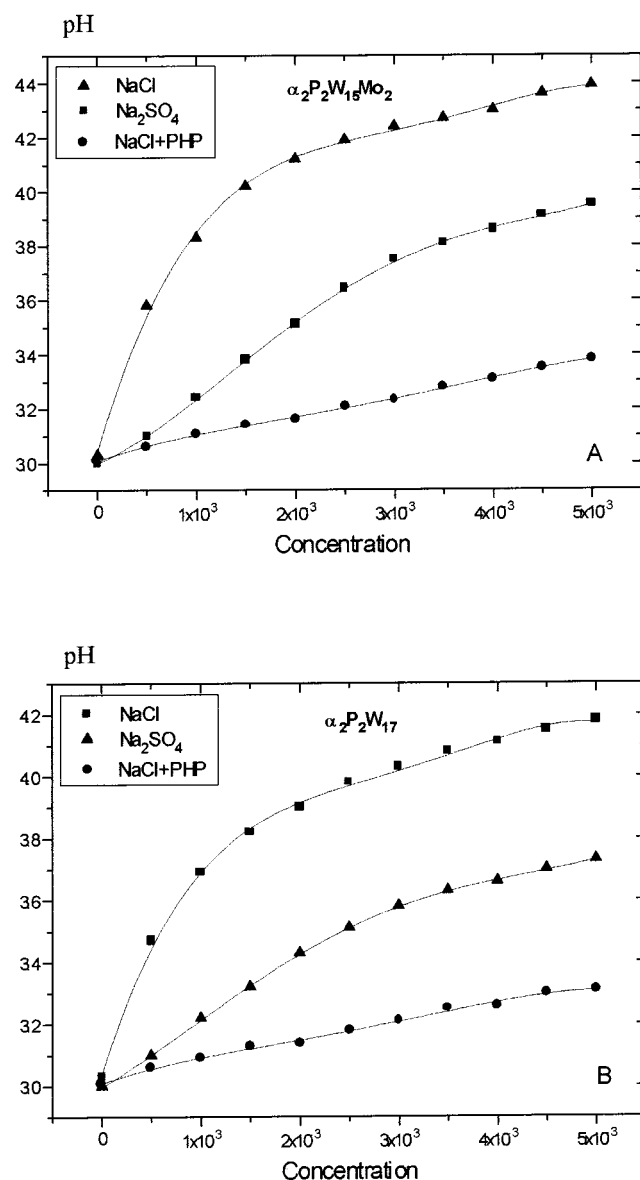 pH
α₂P₂W₁₅Mo₂
NaCl
Na₂SO₄
NaCl+PHP
44
42
40
38
36
34
32
30
A
0 1x10³ 2x10³ 3x10³ 4x10³ 5x10³
Concentration
pH
α₂P₂W₁₇
NaCl
Na₂SO₄
NaCl+PHP
42
40
38
36
34
32
30
B
0 1x10³ 2x10³ 3x10³ 4x10³ 5x10³
Concentration